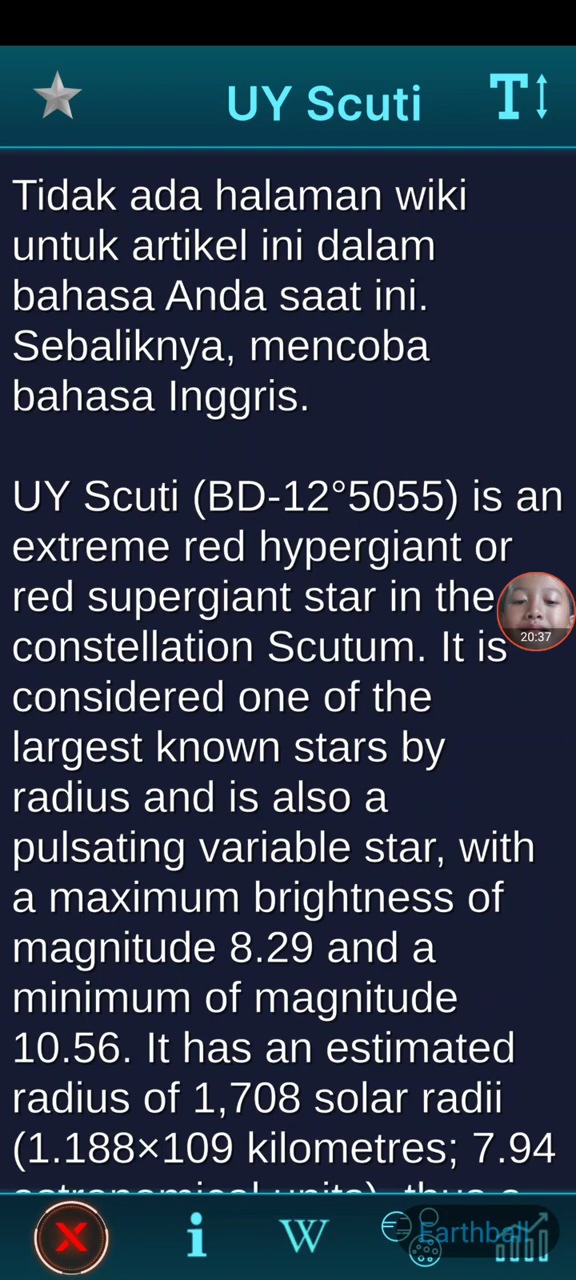 UY Scuti
T
Tidak ada halaman wiki
untuk artikel ini dalam
bahasa Anda saat ini.
Sebaliknya, mencoba
bahasa Inggris.
UY Scuti (BD-12°5055) is an
extreme red hypergiant or
red supergiant star in the
constellation Scutum. It is
20:37
considered one of the
largest known stars by
radius and is also a
pulsating variable star, with
a maximum brightness of
magnitude 8.29 and a
minimum of magnitude
10.56. It has an estimated
radius of 1,708 solar radii
(1.188×109 kilometres; 7.94
astronomical units), thus a
X
i
W
Earthball